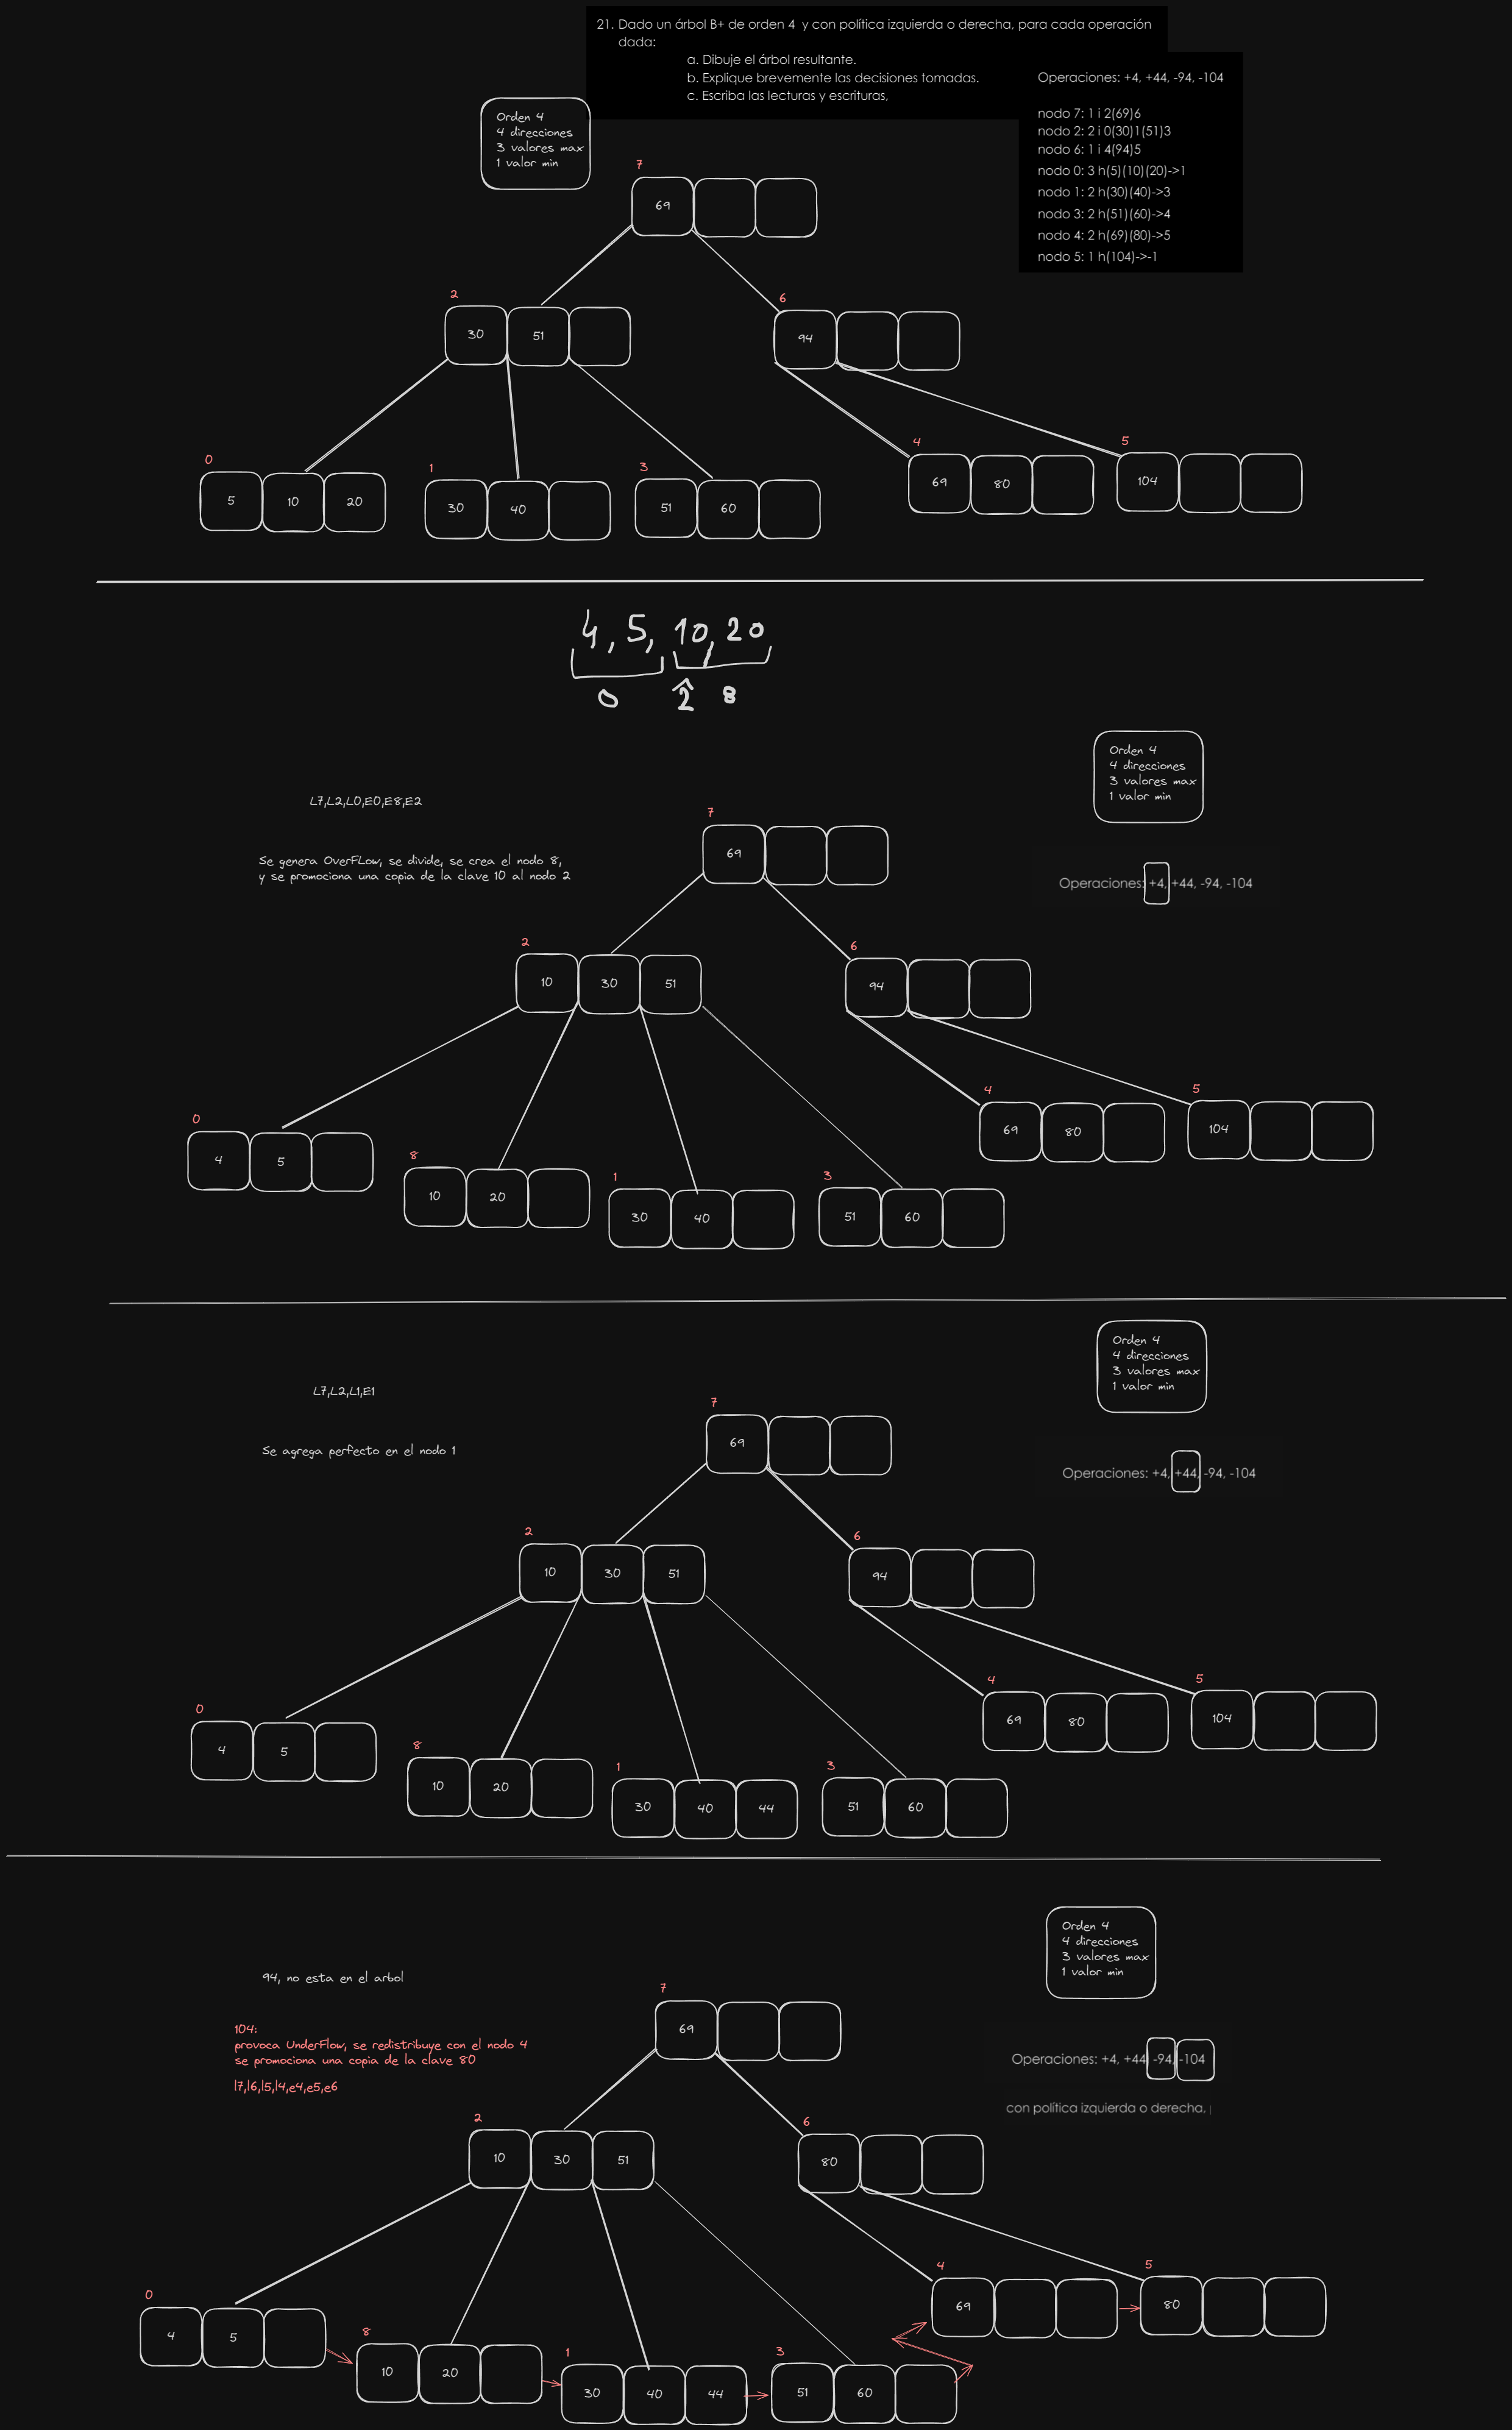 21. Dado un árbol B+ de orden 4 y con política izquierda o derecha, para cada operación
dada:
a. Dibuje el árbol resultante.
b. Explique brevemente las decisiones tomadas.
c. Escriba las lecturas y escrituras,
Operaciones: +4, +44, -94, -104
nodo 7: 1 i 2(69)6
nodo 2: 2 i 0(30)1(51)3
nodo 6: 1 i 4(94)5
nodo 0: 3 h(5)(10)(20)->1
nodo 1: 2 h(30)(40)->3
nodo 3: 2 h(51)(60)->4
nodo 4: 2 h(69)(80)->5
nodo 5: 1 h(104)->-1
Orden 4
4 direcciones
3 valores max
1 valor min
7
69
2
6
30 51
94
0
1
3
4
5
5 10 20
30 40
51 60
69 80
104
4, 5, 10, 20
0 2 8
Orden 4
4 direcciones
3 valores max
1 valor min
L7,L2,L0,E0,E8,E2
Se genera OverFLow, se divide, se crea el nodo 8,
y se promociona una copia de la clave 10 al nodo 2
Operaciones: +4, +44, -94, -104
7
69
2
6
10 30 51
94
4
5
69 80
104
0
8
1
3
4 5
10 20
30 40
51 60
Orden 4
4 direcciones
3 valores max
1 valor min
L7,L2,L1,E1
Se agrega perfecto en el nodo 1
Operaciones: +4, +44, -94, -104
7
69
2
6
10 30 51
94
4
5
69 80
104
0
8
1
3
4 5
10 20
30 40 44
51 60
Orden 4
4 direcciones
3 valores max
1 valor min
94, no esta en el arbol
104:
provoca UnderFlow, se redistribuye con el nodo 4
se promociona una copia de la clave 80
l7,l6,l5,l4,e4,e5,e6
Operaciones: +4, +44 -94, -104
con política izquierda o derecha,
7
69
2
6
10 30 51
80
4
5
69
80
0
8
1
3
4 5
10 20
30 40 44
51 60